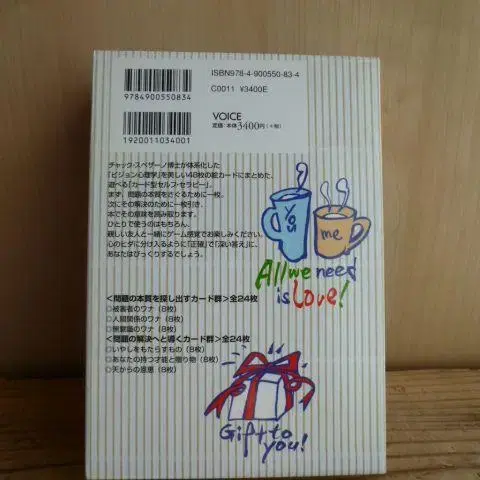 ISBN978-4-900550-83-4
9784900550834
C0011 ¥3400E
VOICE
定価:本体3400円(+税)
1920011034001
チャック・スペザーノ博士が体系化した
「ビジョン心理学」を美しい48枚の絵カードにまとめた、
遊べる「カード型セルフ・セラピー」。
まず、問題の本質をさぐるために一枚。
次にその解決のために一枚引き、
本でその意味を読み取ります。
ひとりで使うのはもちろん、
親しい友人と一緒にゲーム感覚でお楽しみください。
心のヒダに分け入るように「正確」で「深い答え」に、
あなたはびっくりするでしょう。
You
me
All we need
is Love!
<問題の本質を探し出すカード群>全24枚
○被害者のワナ(8枚)
○人間関係のワナ(8枚)
○無意識のワナ(8枚)
<問題の解決へと導くカード群>全24枚
○いやしをもたらすもの(8枚)
○あなたの持つ才能と贈り物(8枚)
○天からの恩恵(8枚)
Gift to
you!